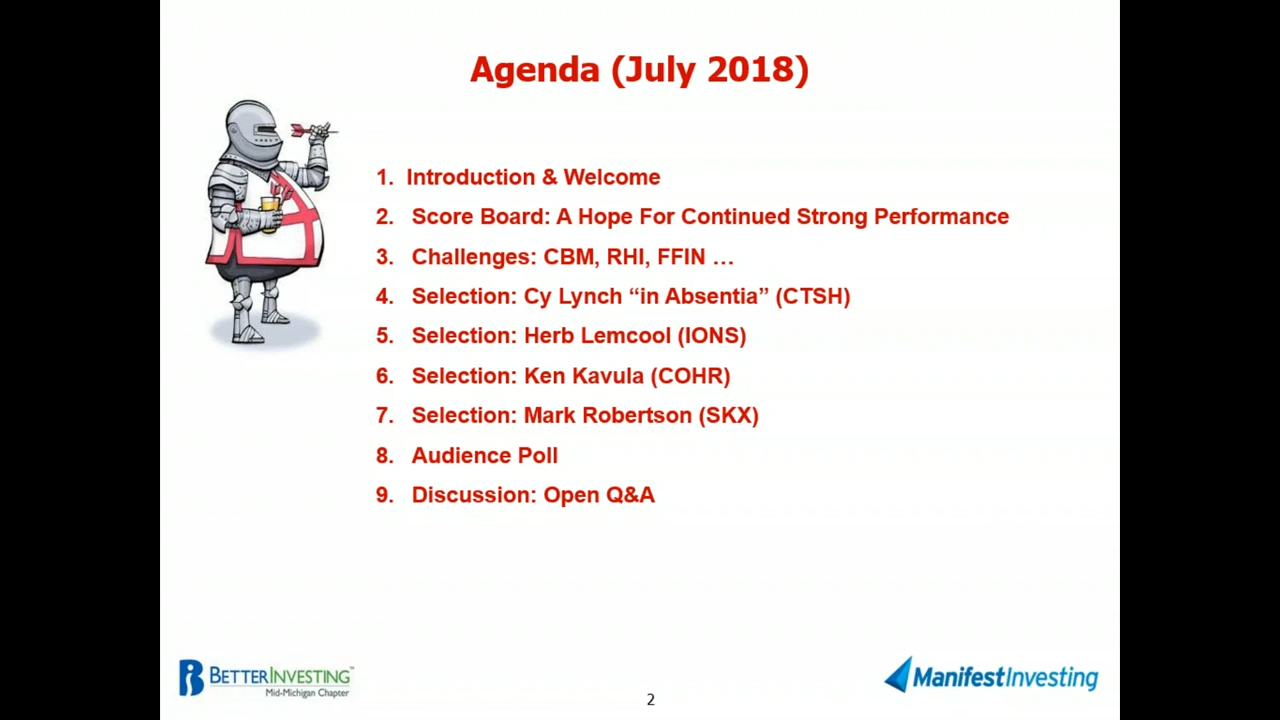 Agenda (July 2018)
1. Introduction & Welcome
2. Score Board: A Hope For Continued Strong Performance
3. Challenges: CBM, RHI, FFIN …
4. Selection: Cy Lynch “in Absentia” (CTSH)
5. Selection: Herb Lemcool (IONS)
6. Selection: Ken Kavula (COHR)
7. Selection: Mark Robertson (SKX)
8. Audience Poll
9. Discussion: Open Q&A
BETTERINVESTING™
Mid-Michigan Chapter
ManifestInvesting
2